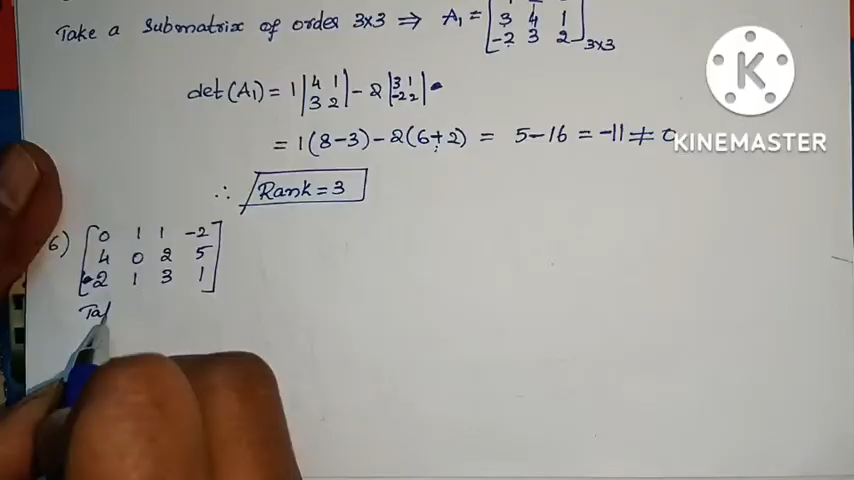 Take a Submatrix of order 3x3 ⇒ A₁ = [3 4 1
-2 3 2]3x3
det(A₁) = 1 |4 1| - 2 |3 1|
|3 2| |-2 2|
= 1(8-3) - 2(6+2) = 5-16 = -11 ≠ 0
∴ Rank = 3
6) [0 1 1 -2
4 0 2 5
2 1 3 1]
Ta
K
KINEMASTER